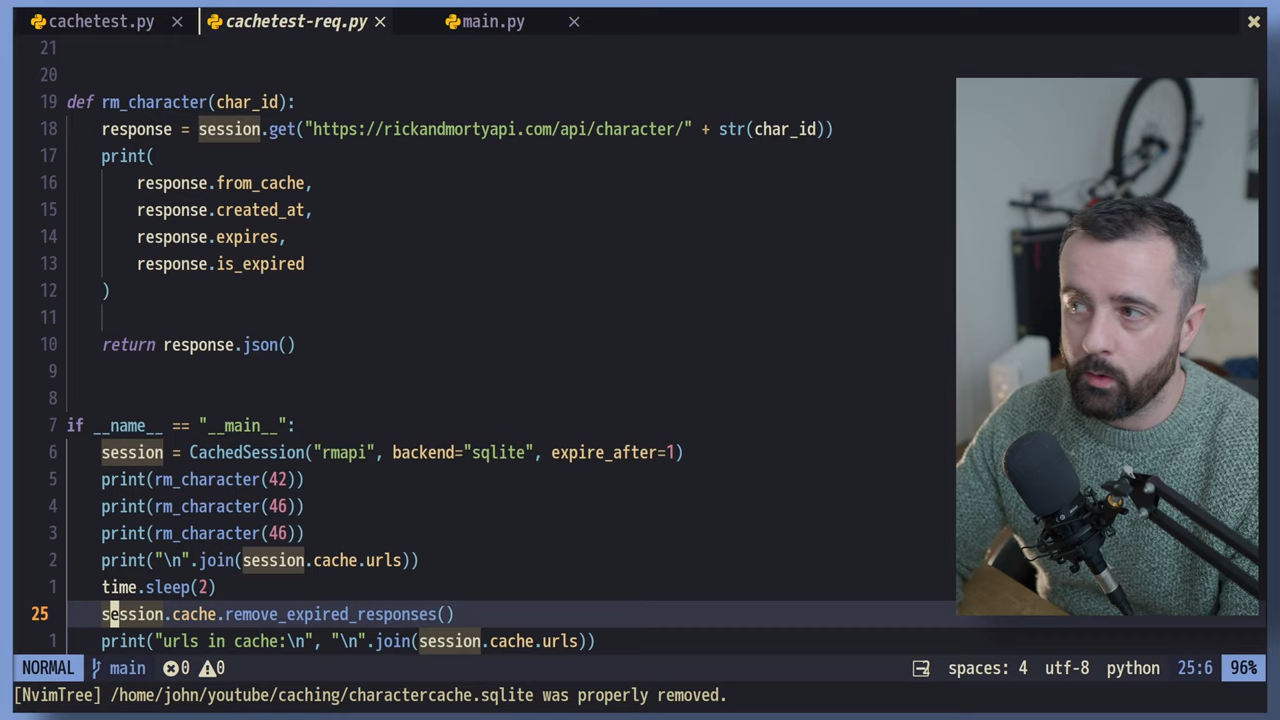 cachetest.py × cachetest-req.py × main.py × ×
21
20
19 def rm_character(char_id):
18 response = session.get("https://rickandmortyapi.com/api/character/" + str(char_id))
17 print(
16 response.from_cache,
15 response.created_at,
14 response.expires,
13 response.is_expired
12 )
11
10 return response.json()
9
8
7 if __name__ == "__main__":
6 session = CachedSession("rmapi", backend="sqlite", expire_after=1)
5 print(rm_character(42))
4 print(rm_character(46))
3 print(rm_character(46))
2 print("\n".join(session.cache.urls))
1 time.sleep(2)
25 session.cache.remove_expired_responses()
1 print("urls in cache:\n", "\n".join(session.cache.urls))
NORMAL main 0 0 spaces: 4 utf-8 python 25:6 96%
[NvimTree] /home/john/youtube/caching/charactercache.sqlite was properly removed.